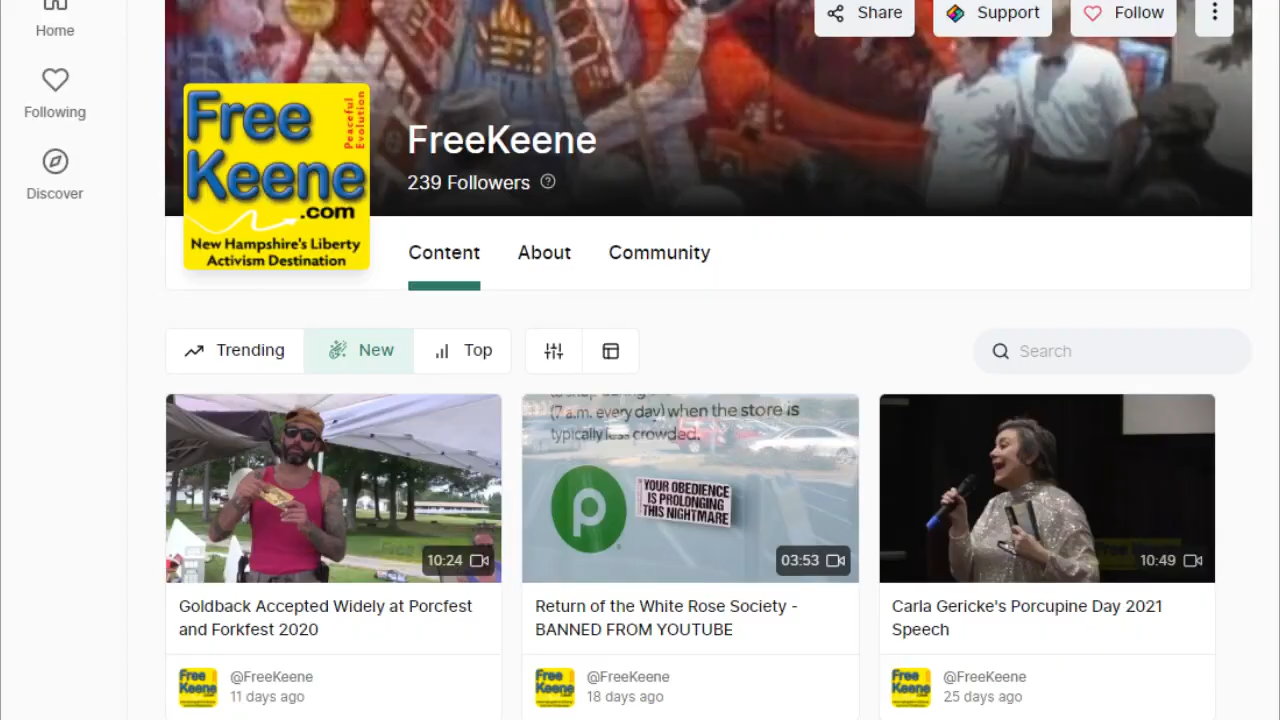 Share
Support
Follow
Home
Following
Discover
Free
Keene
.com
Peaceful
Evolution
New Hampshire's Liberty
Activism Destination
FreeKeene
239 Followers
Content
About
Community
Trending
New
Top
Search
10:24
(7 a.m. every day) when the store is
typically less crowded.
YOUR OBEDIENCE
IS PROLONGING
THIS NIGHTMARE
03:53
10:49
Goldback Accepted Widely at Porcfest
and Forkfest 2020
Return of the White Rose Society -
BANNED FROM YOUTUBE
Carla Gericke's Porcupine Day 2021
Speech
@FreeKeene
11 days ago
@FreeKeene
18 days ago
@FreeKeene
25 days ago